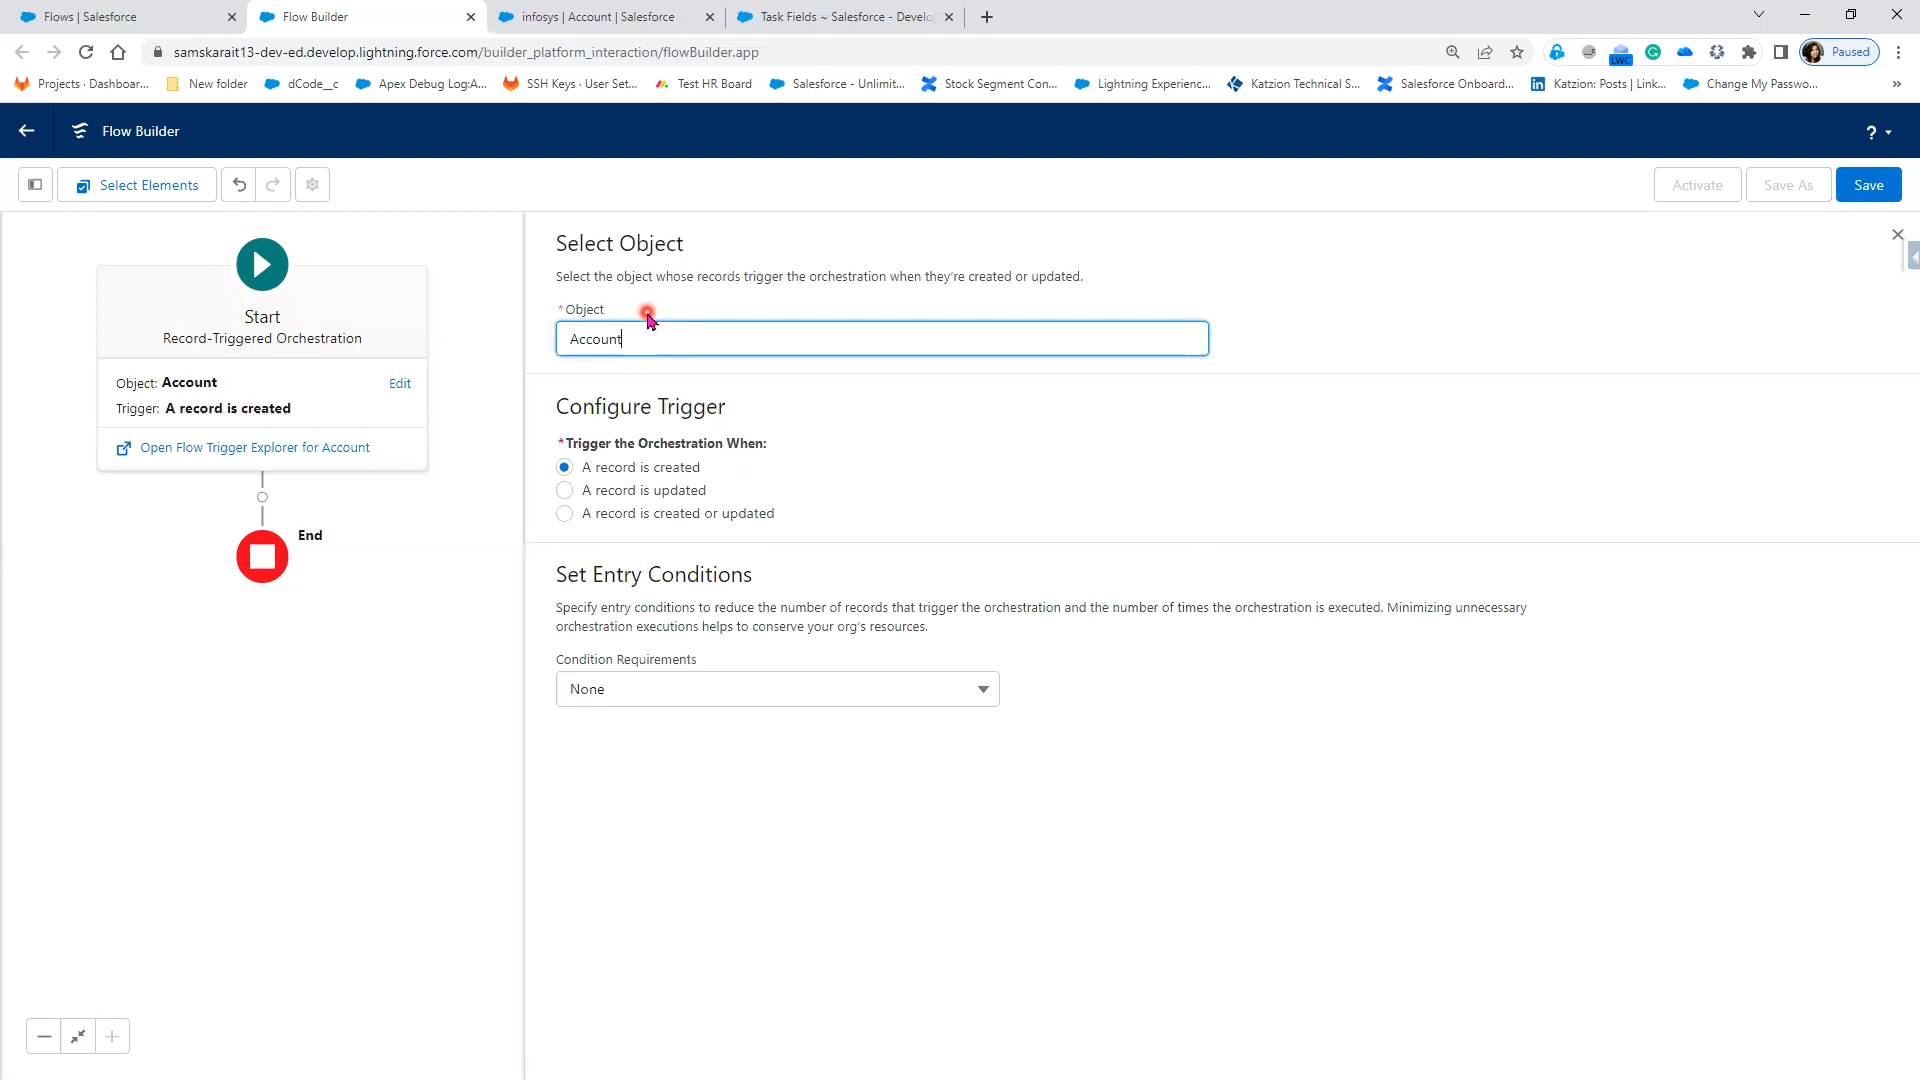 Flows | Salesforce
Flow Builder
infosys | Account | Salesforce
Task Fields ~ Salesforce - Develo
samskarait13-dev-ed.develop.lightning.force.com/builder_platform_interaction/flowBuilder.app
LWC
Paused
Projects · Dashboar...
New folder
dCode__c
Apex Debug Log:A...
SSH Keys · User Set...
Test HR Board
Salesforce - Unlimit...
Stock Segment Con...
Lightning Experienc...
Katzion Technical S...
Salesforce Onboard...
Katzion: Posts | Link...
Change My Passwo...
»
Flow Builder
?
Select Elements
Activate
Save As
Save
Start
Record-Triggered Orchestration
Object: Account
Edit
Trigger: A record is created
Open Flow Trigger Explorer for Account
End
Select Object
Select the object whose records trigger the orchestration when they're created or updated.
*Object
Account
Configure Trigger
*Trigger the Orchestration When:
A record is created
A record is updated
A record is created or updated
Set Entry Conditions
Specify entry conditions to reduce the number of records that trigger the orchestration and the number of times the orchestration is executed. Minimizing unnecessary
orchestration executions helps to conserve your org's resources.
Condition Requirements
None